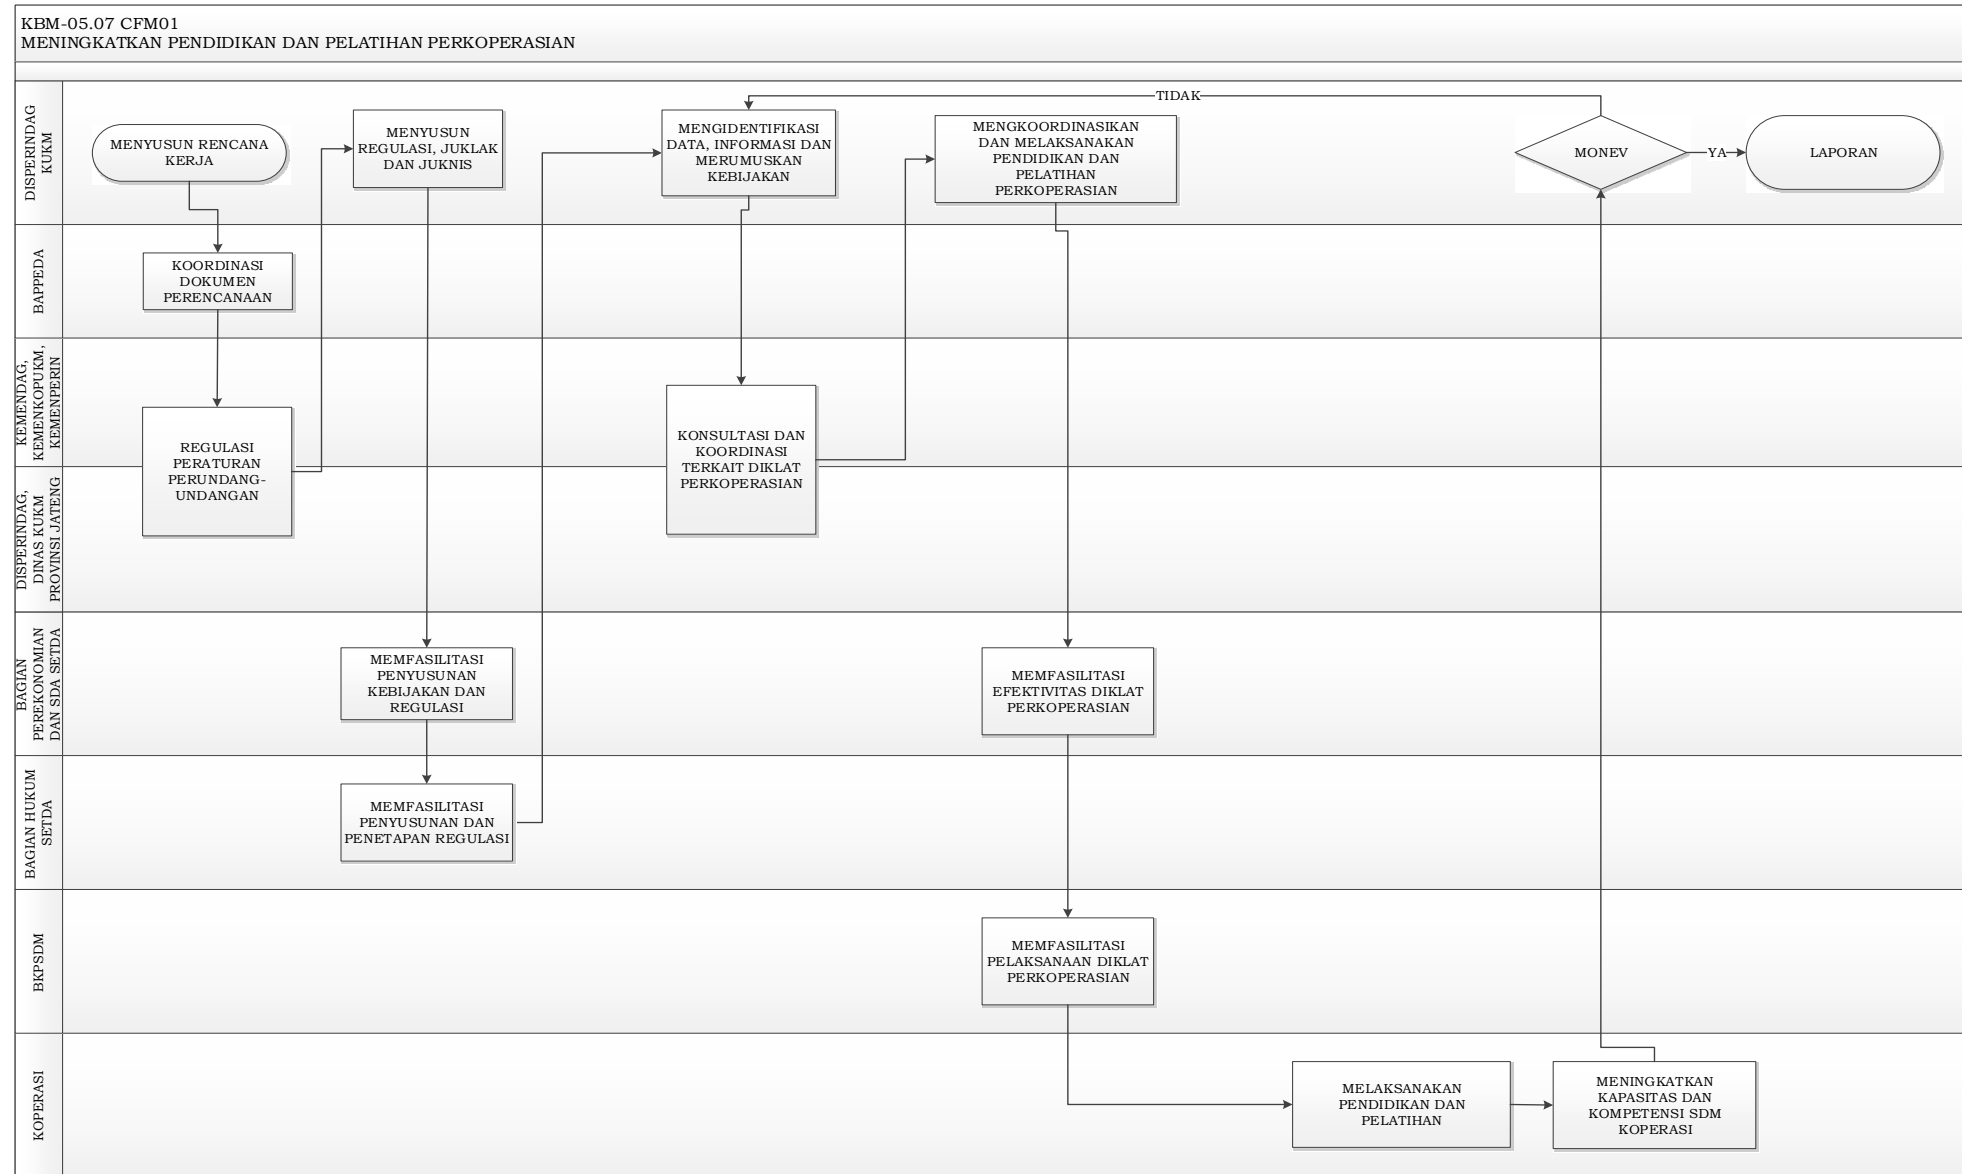 KBM-05.07 CFM01
MENINGKATKAN PENDIDIKAN DAN PELATIHAN PERKOPERASIAN
DISPERINDAG
KUKM
MENYUSUN RENCANA
KERJA
MENYUSUN
REGULASI, JUKLAK
DAN JUKNIS
MENGIDENTIFIKASI
DATA, INFORMASI DAN
MERUMUSKAN
KEBIJAKAN
MENGKOORDINASIKAN
DAN MELAKSANAKAN
PENDIDIKAN DAN
PELATIHAN
PERKOPERASIAN
TIDAK
MONEV
YA
LAPORAN
BAPPEDA
KOORDINASI
DOKUMEN
PERENCANAAN
KEMENDAG,
KEMENKOPUKM,
KEMENPERIN
REGULASI
PERATURAN
PERUNDANG-
UNDANGAN
KONSULTASI DAN
KOORDINASI
TERKAIT DIKLAT
PERKOPERASIAN
DISPERINDAG,
DINAS KUKM
PROVINSI JATENG
BAGIAN
PEREKONOMIAN
DAN SDA SETDA
MEMFASILITASI
PENYUSUNAN
KEBIJAKAN DAN
REGULASI
MEMFASILITASI
EFEKTIVITAS DIKLAT
PERKOPERASIAN
BAGIAN HUKUM
SETDA
MEMFASILITASI
PENYUSUNAN DAN
PENETAPAN REGULASI
BKPSDM
MEMFASILITASI
PELAKSANAAN DIKLAT
PERKOPERASIAN
KOPERASI
MELAKSANAKAN
PENDIDIKAN DAN
PELATIHAN
MENINGKATKAN
KAPASITAS DAN
KOMPETENSI SDM
KOPERASI